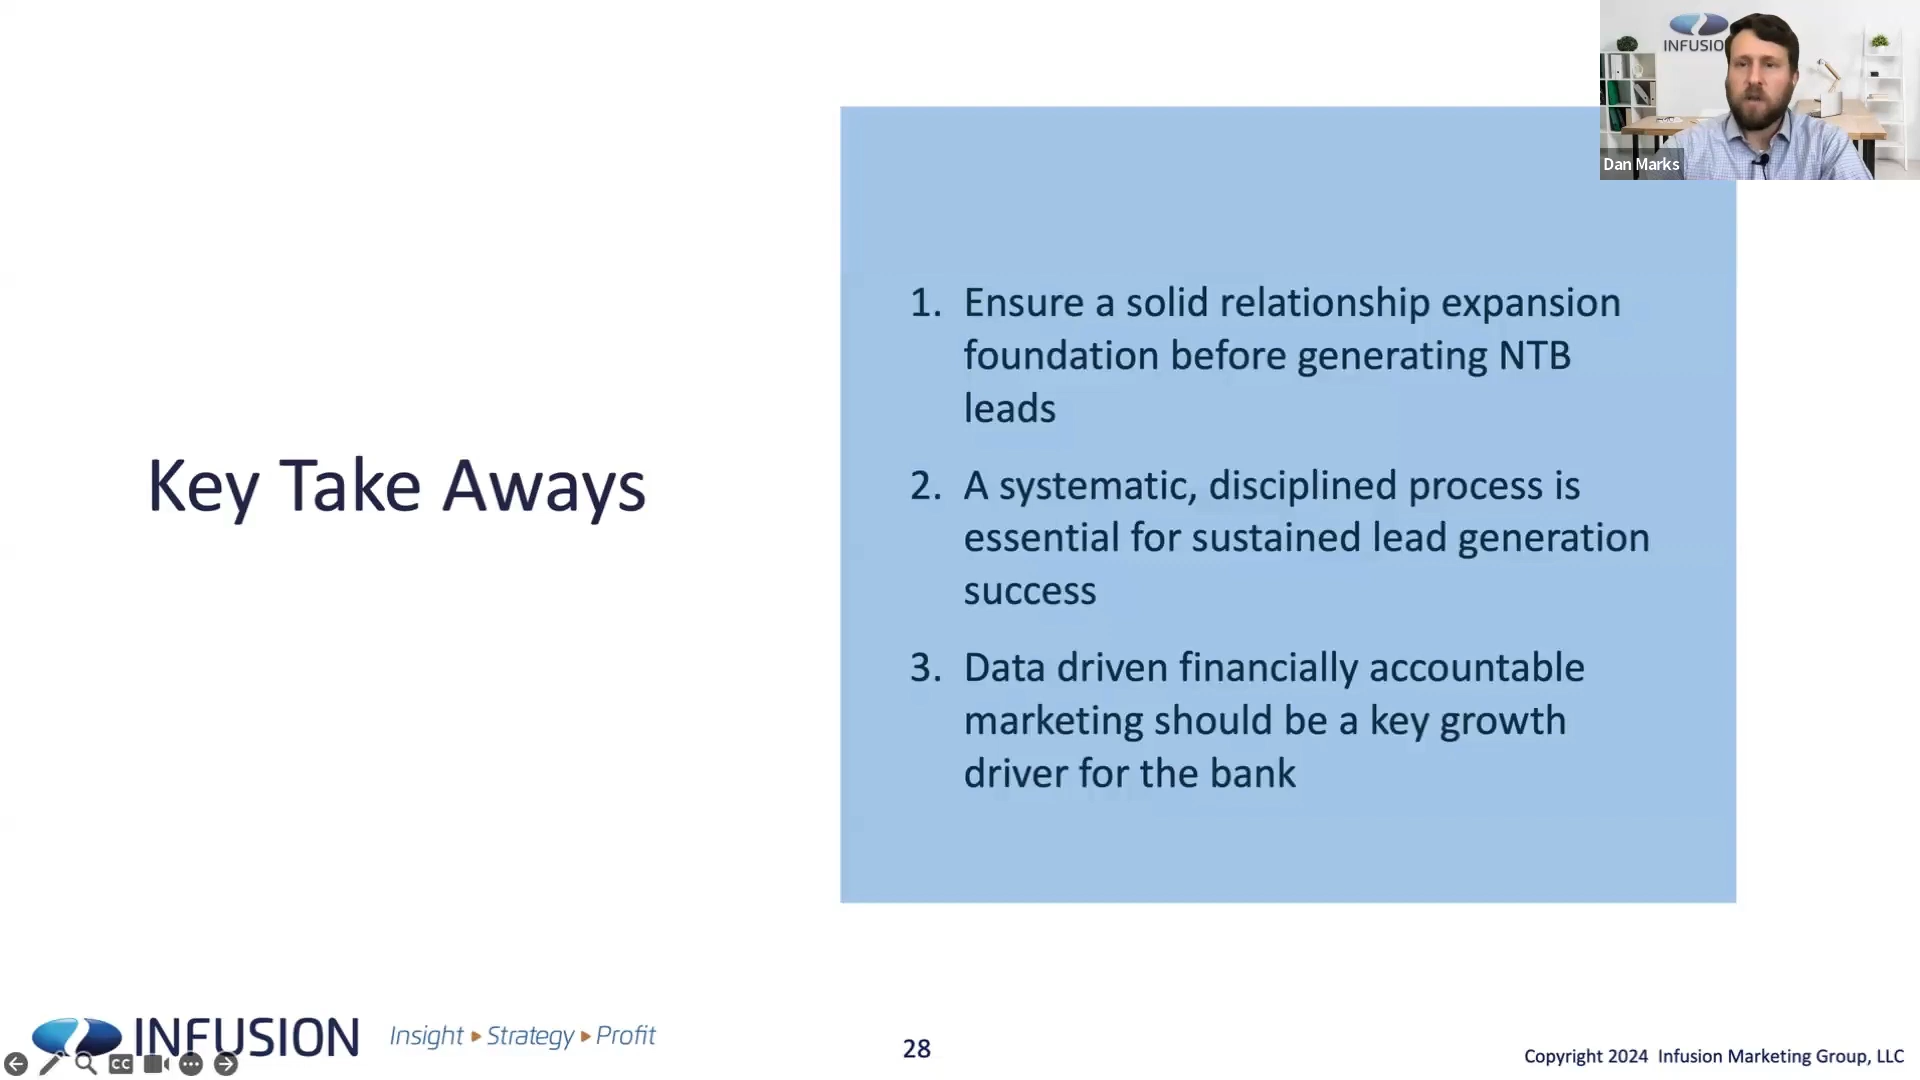 INFUSIO
Dan Marks
Key Take Aways
1. Ensure a solid relationship expansion
foundation before generating NTB
leads
2. A systematic, disciplined process is
essential for sustained lead generation
success
3. Data driven financially accountable
marketing should be a key growth
driver for the bank
INFUSION
Insight ▸ Strategy ▸ Profit
CC
28
Copyright 2024 Infusion Marketing Group, LLC